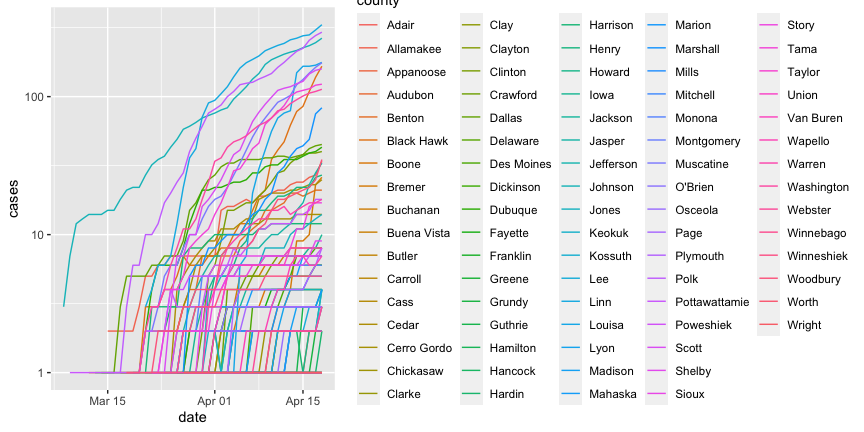 county
100
10
1
cases
Mar 15
Apr 01
Apr 15
date
Adair
Allamakee
Appanoose
Audubon
Benton
Black Hawk
Boone
Bremer
Buchanan
Buena Vista
Butler
Carroll
Cass
Cedar
Cerro Gordo
Chickasaw
Clarke
Clay
Clayton
Clinton
Crawford
Dallas
Delaware
Des Moines
Dickinson
Dubuque
Fayette
Franklin
Greene
Grundy
Guthrie
Hamilton
Hancock
Hardin
Harrison
Henry
Howard
Iowa
Jackson
Jasper
Jefferson
Johnson
Jones
Keokuk
Kossuth
Lee
Linn
Louisa
Lyon
Madison
Mahaska
Marion
Marshall
Mills
Mitchell
Monona
Montgomery
Muscatine
O'Brien
Osceola
Page
Plymouth
Polk
Pottawattamie
Poweshiek
Scott
Shelby
Sioux
Story
Tama
Taylor
Union
Van Buren
Wapello
Warren
Washington
Webster
Winnebago
Winneshiek
Woodbury
Worth
Wright